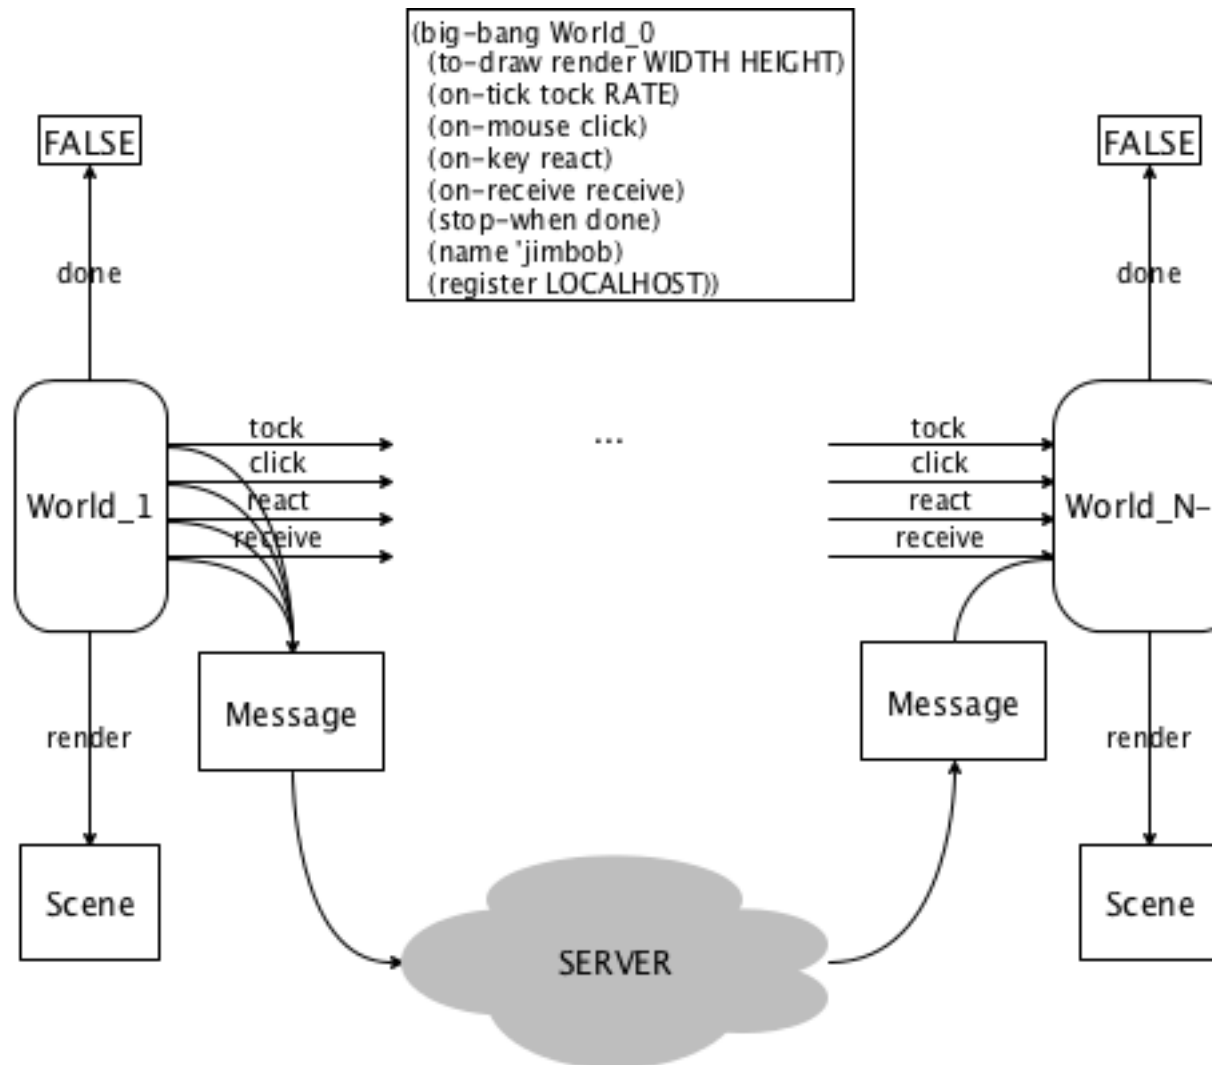 (big-bang World_0
(to-draw render WIDTH HEIGHT)
(on-tick tock RATE)
(on-mouse click)
(on-key react)
(on-receive receive)
(stop-when done)
(name 'jimbob)
(register LOCALHOST))
FALSE
FALSE
done
done
tock
...
tock
click
click
react
react
World_1
World_N-
receive
receive
Message
Message
render
render
Scene
Scene
SERVER